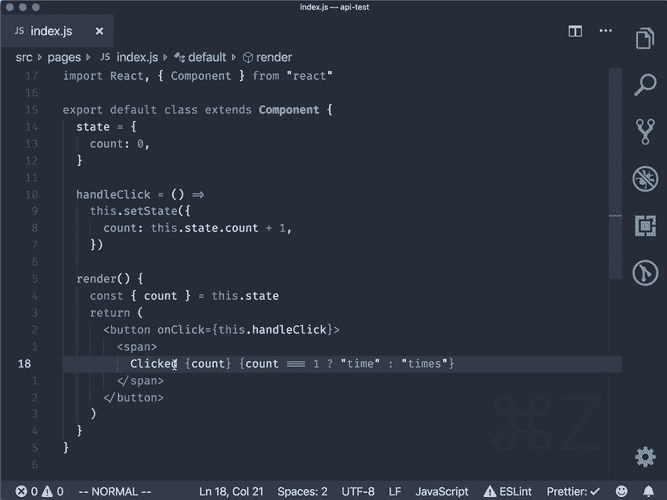 index.js — api-test
JS index.js ×
src > pages > JS index.js > default > render
17 import React, { Component } from "react"
16
15 export default class extends Component {
14 state = {
13 count: 0,
12 }
11
10 handleClick = () ⇒
9 this.setState({
8 count: this.state.count + 1,
7 })
6
5 render() {
4 const { count } = this.state
3 return (
2 <button onClick={this.handleClick}>
1 <span>
18 Clicked {count} {count === 1 ? "time" : "times"}
1 </span>
2 </button>
3 )
4 }
5 }
6
⌘Z
0 0 -- NORMAL -- Ln 18, Col 21 Spaces: 2 UTF-8 LF JavaScript ESLint Prettier: ✓